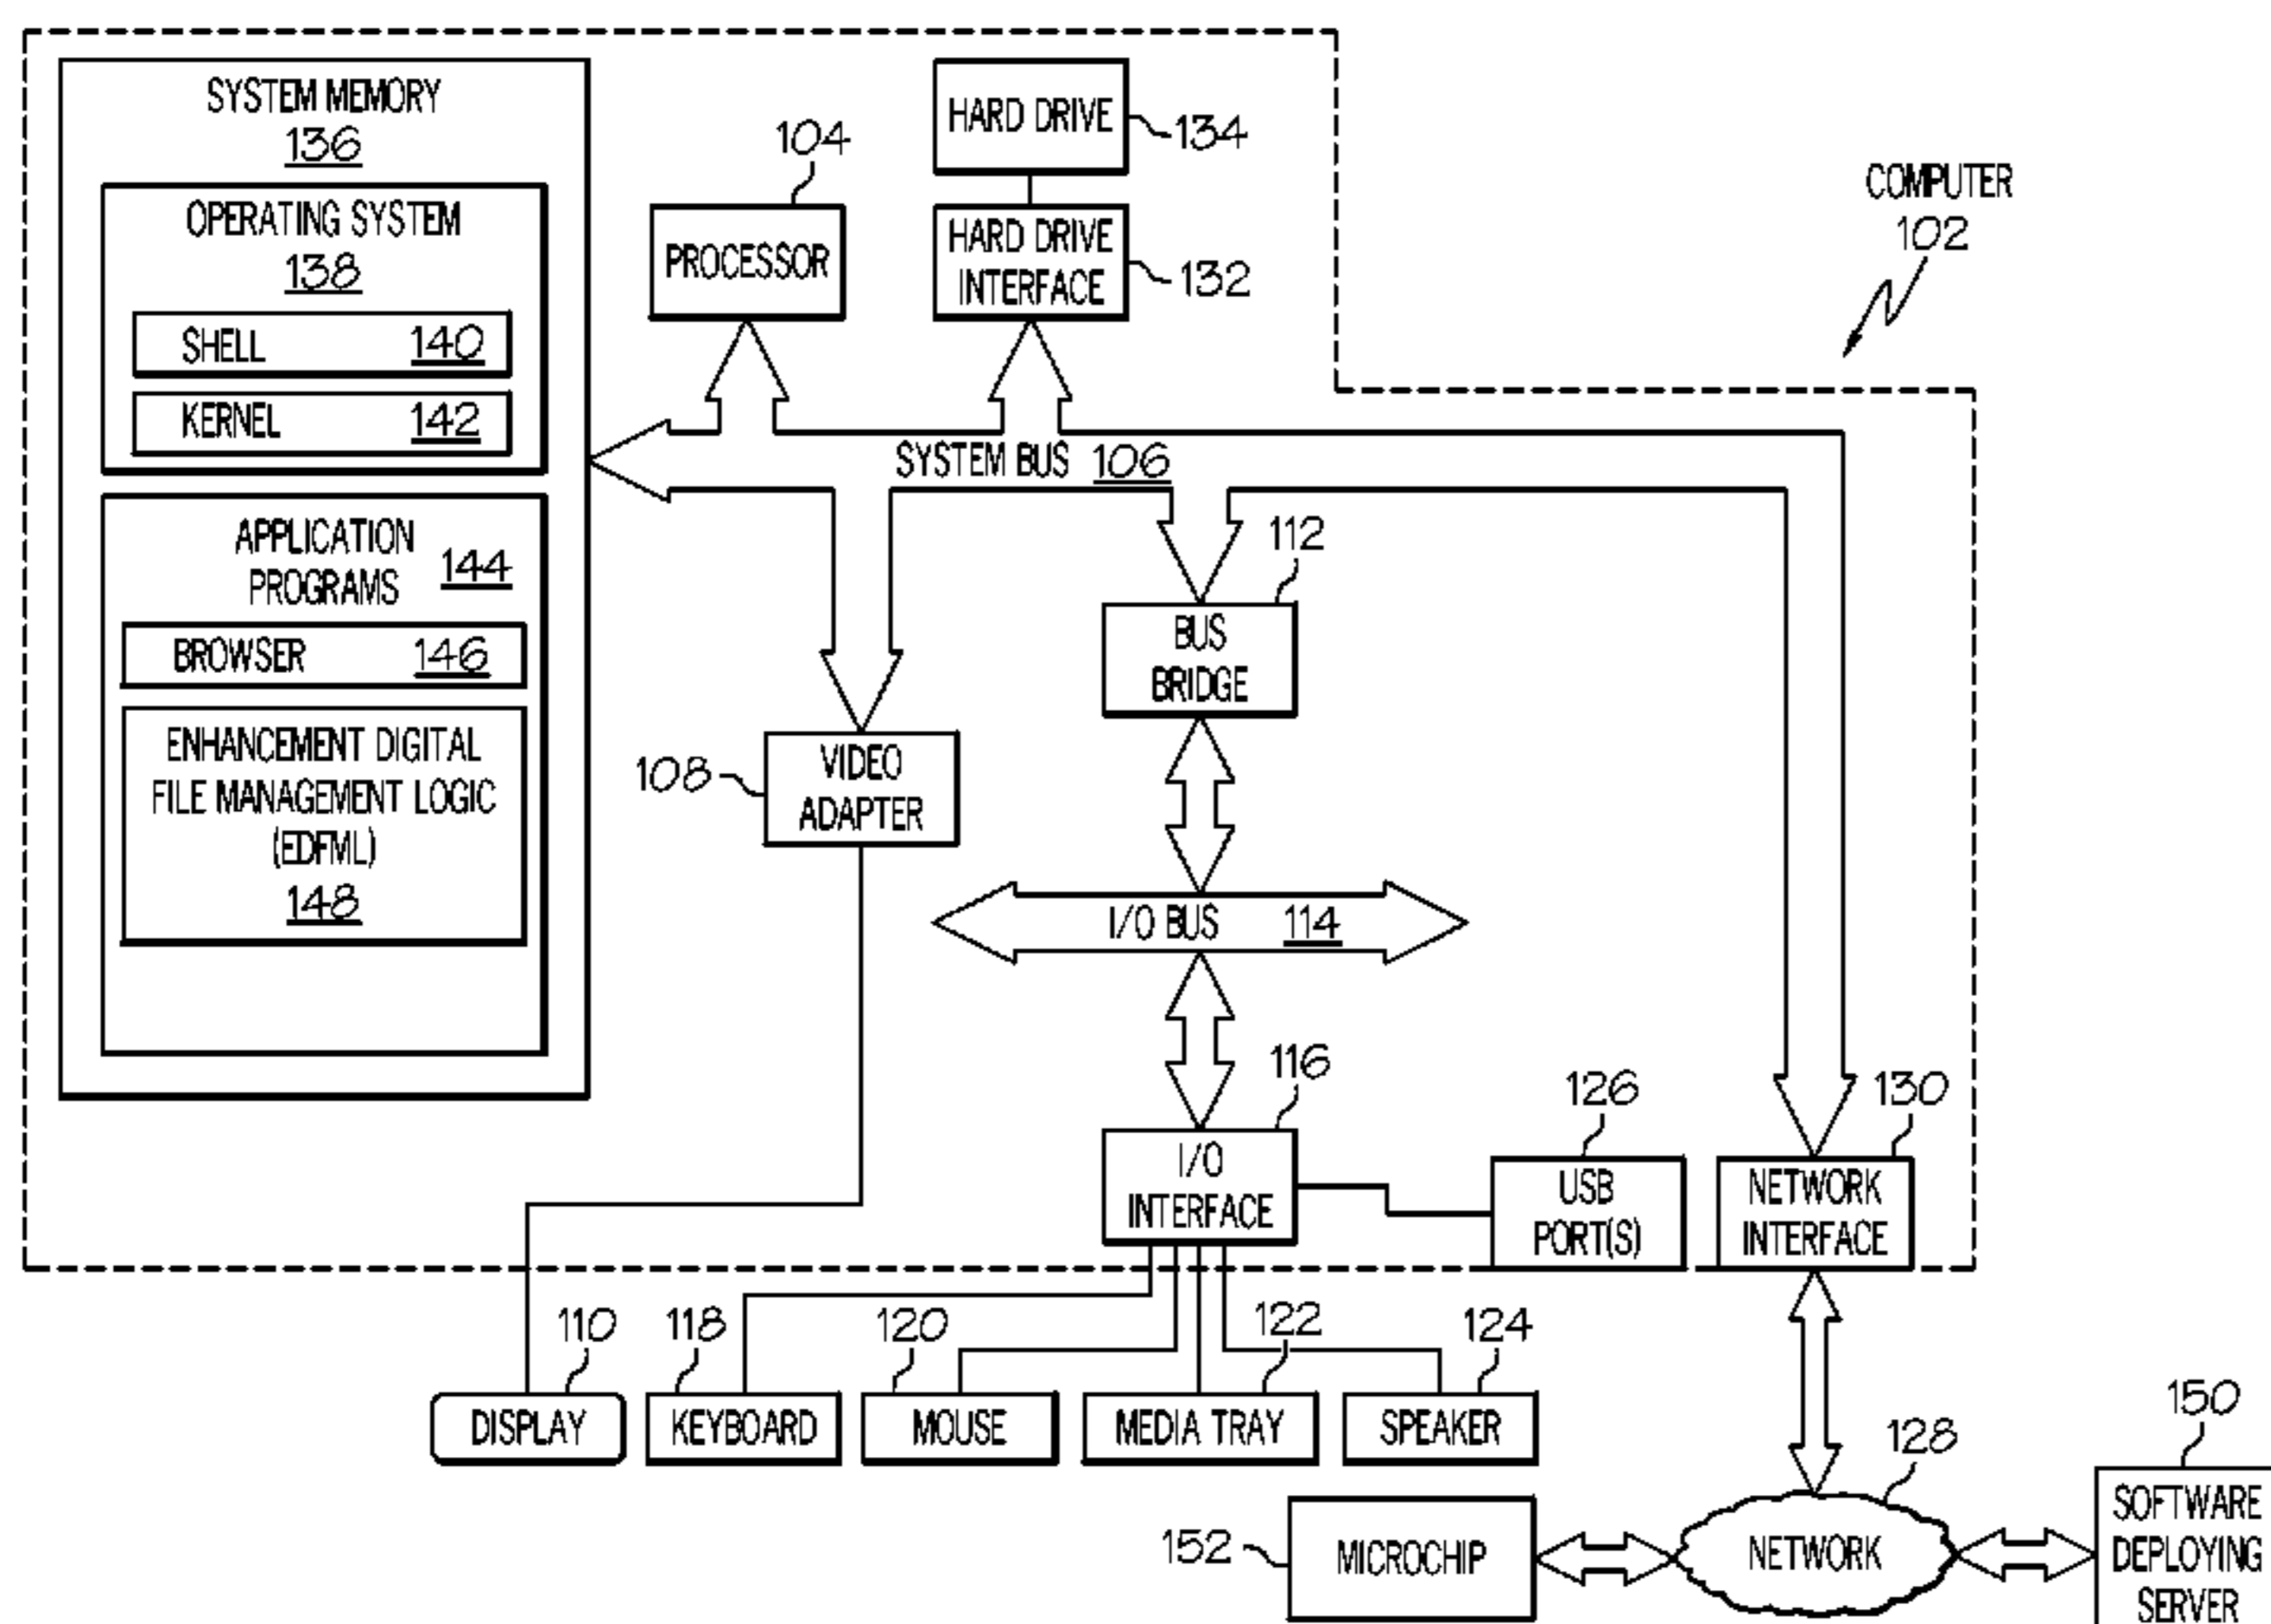 SYSTEM MEMORY
136
OPERATING SYSTEM
138
SHELL 140
KERNEL 142
APPLICATION
PROGRAMS
144
BROWSER 146
ENHANCEMENT DIGITAL
FILE MANAGEMENT LOGIC
(EDFML)
148
104
PROCESSOR
HARD DRIVE
134
HARD DRIVE
INTERFACE
132
COMPUTER
102
SYSTEM BUS 106
112
BUS
BRIDGE
108
VIDEO
ADAPTER
I/O BUS 114
116
I/O
INTERFACE
126
USB
PORT(S)
130
NETWORK
INTERFACE
110
DISPLAY
118
KEYBOARD
120
MOUSE
122
MEDIA TRAY
124
SPEAKER
152
MICROCHIP
128
NETWORK
150
SOFTWARE
DEPLOYING
SERVER